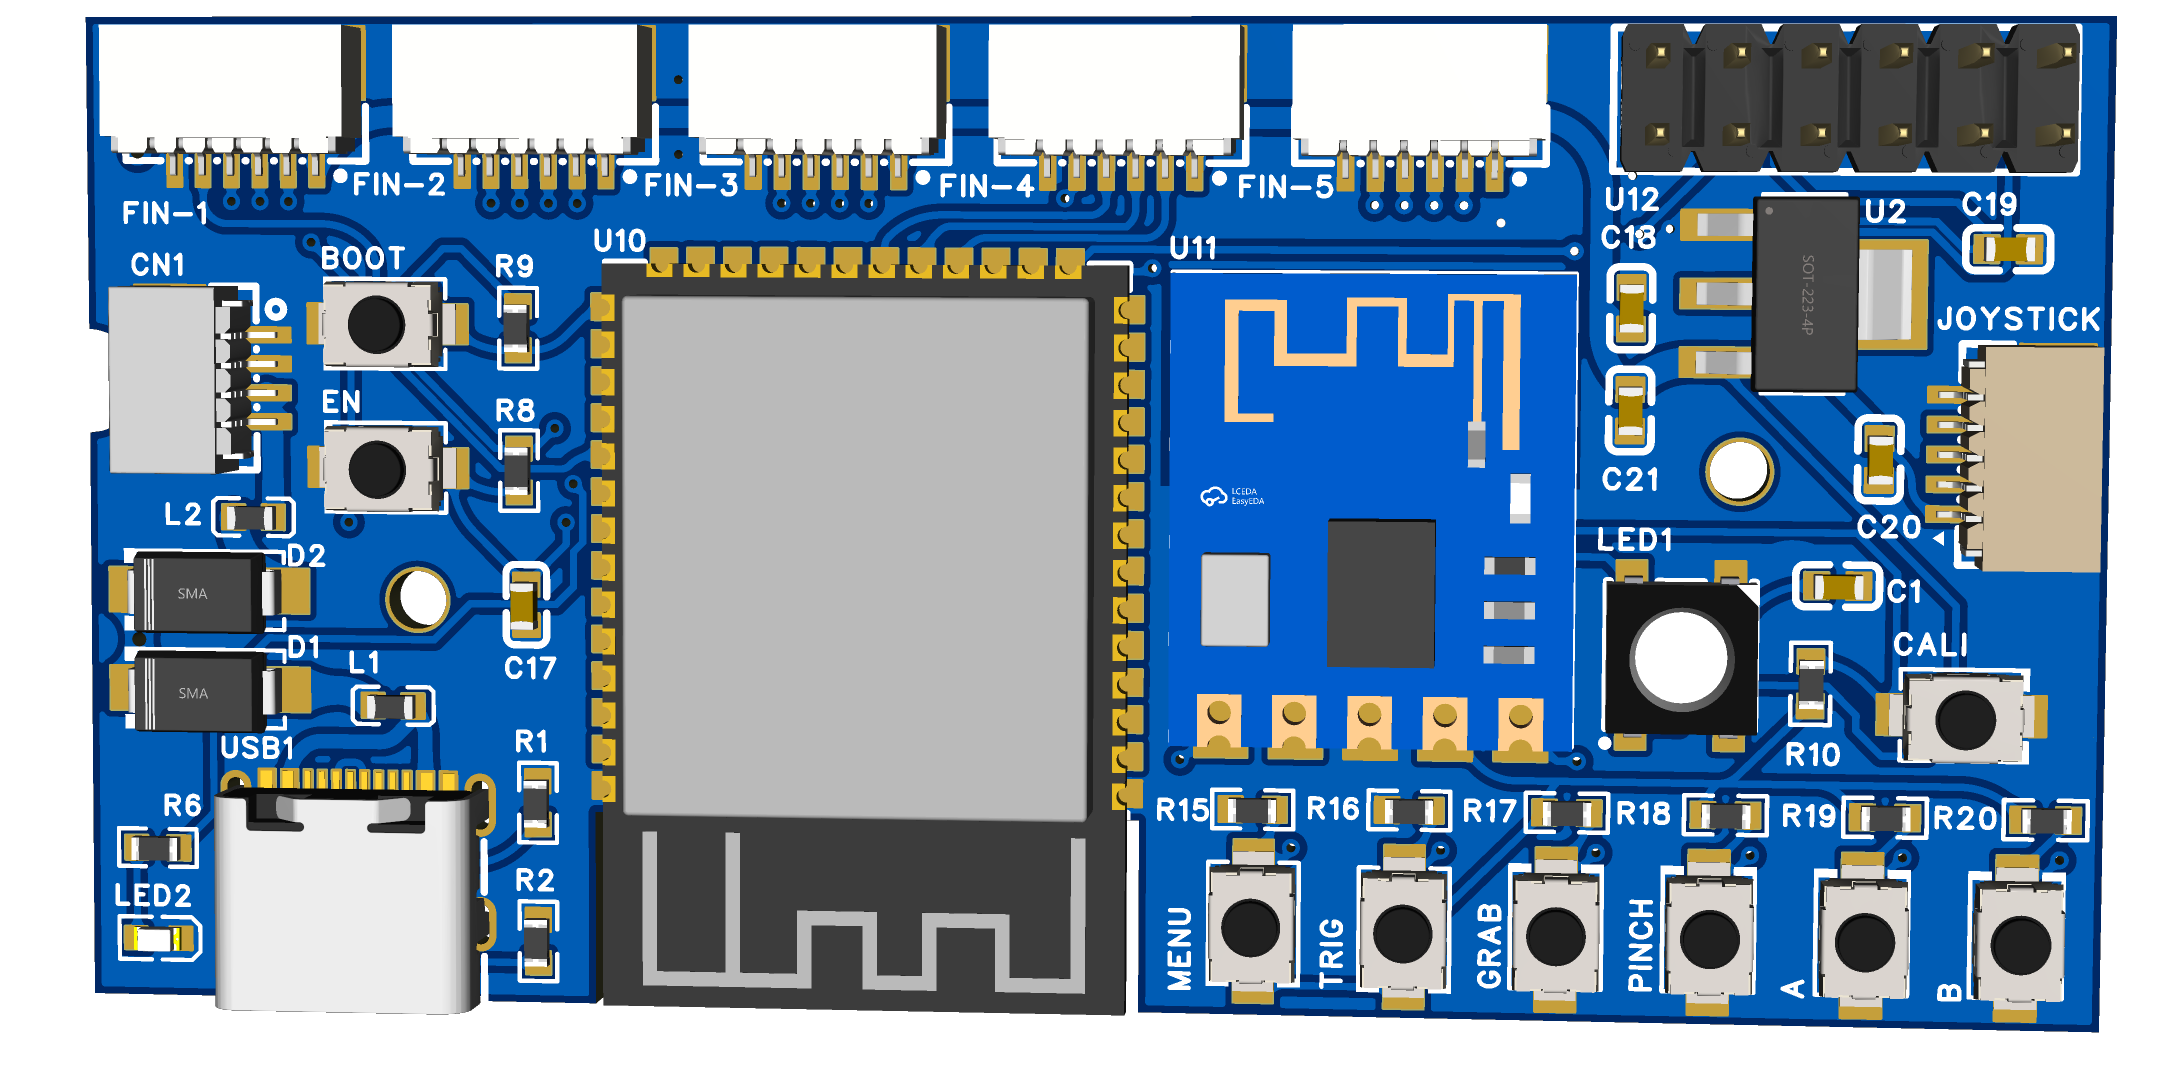 FIN-1
FIN-2
FIN-3
FIN-4
FIN-5
U12
U2
C19
C18
U10
U11
CN1
BOOT
R9
SOT-223-4P
JOYSTICK
EN
R8
C21
LCEDA
EasyEDA
L2
C20
LED1
D2
SMA
C1
D1
L1
C17
CALI
SMA
USB1
R1
R10
R6
R15
R16
R17
R18
R19
R20
LED2
R2
MENU
TRIG
GRAB
PINCH
A
B